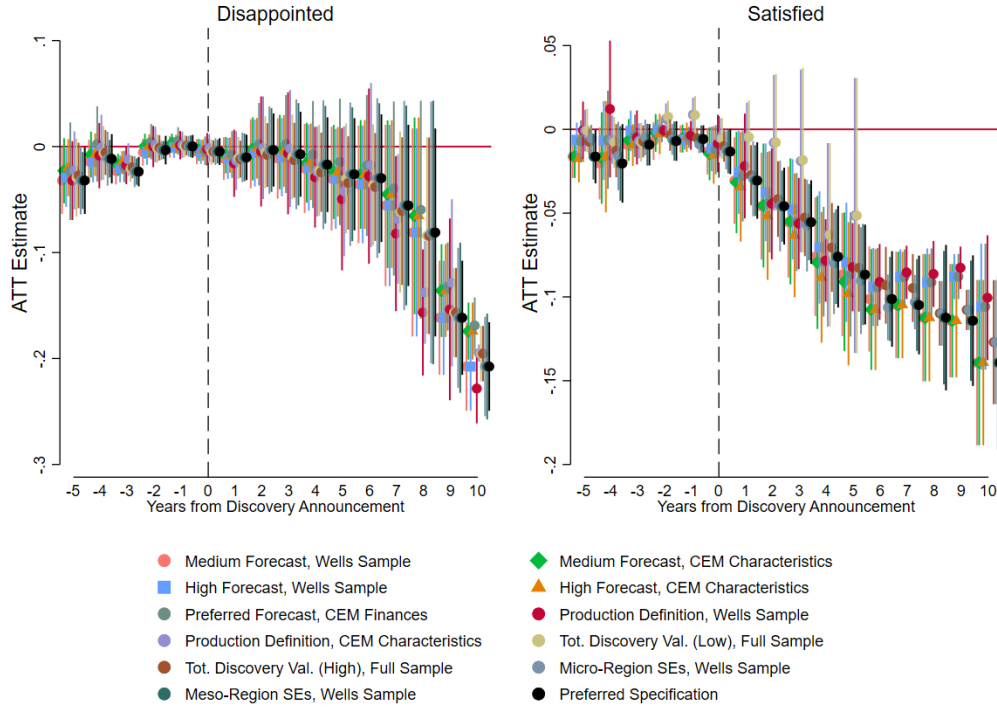 Disappointed
ATT Estimate
.1
0
-.1
-.2
-.3
-5 -4 -3 -2 -1 0 1 2 3 4 5 6 7 8 9 10
Years from Discovery Announcement
Satisfied
ATT Estimate
.05
0
.05
-.1
-.15
-.2
-5 -4 -3 -2 -1 0 1 2 3 4 5 6 7 8 9 10
Years from Discovery Announcement
Medium Forecast, Wells Sample
Medium Forecast, CEM Characteristics
High Forecast, Wells Sample
High Forecast, CEM Characteristics
Preferred Forecast, CEM Finances
Production Definition, Wells Sample
Production Definition, CEM Characteristics
Tot. Discovery Val. (Low), Full Sample
Tot. Discovery Val. (High), Full Sample
Micro-Region SEs, Wells Sample
Meso-Region SEs, Wells Sample
Preferred Specification